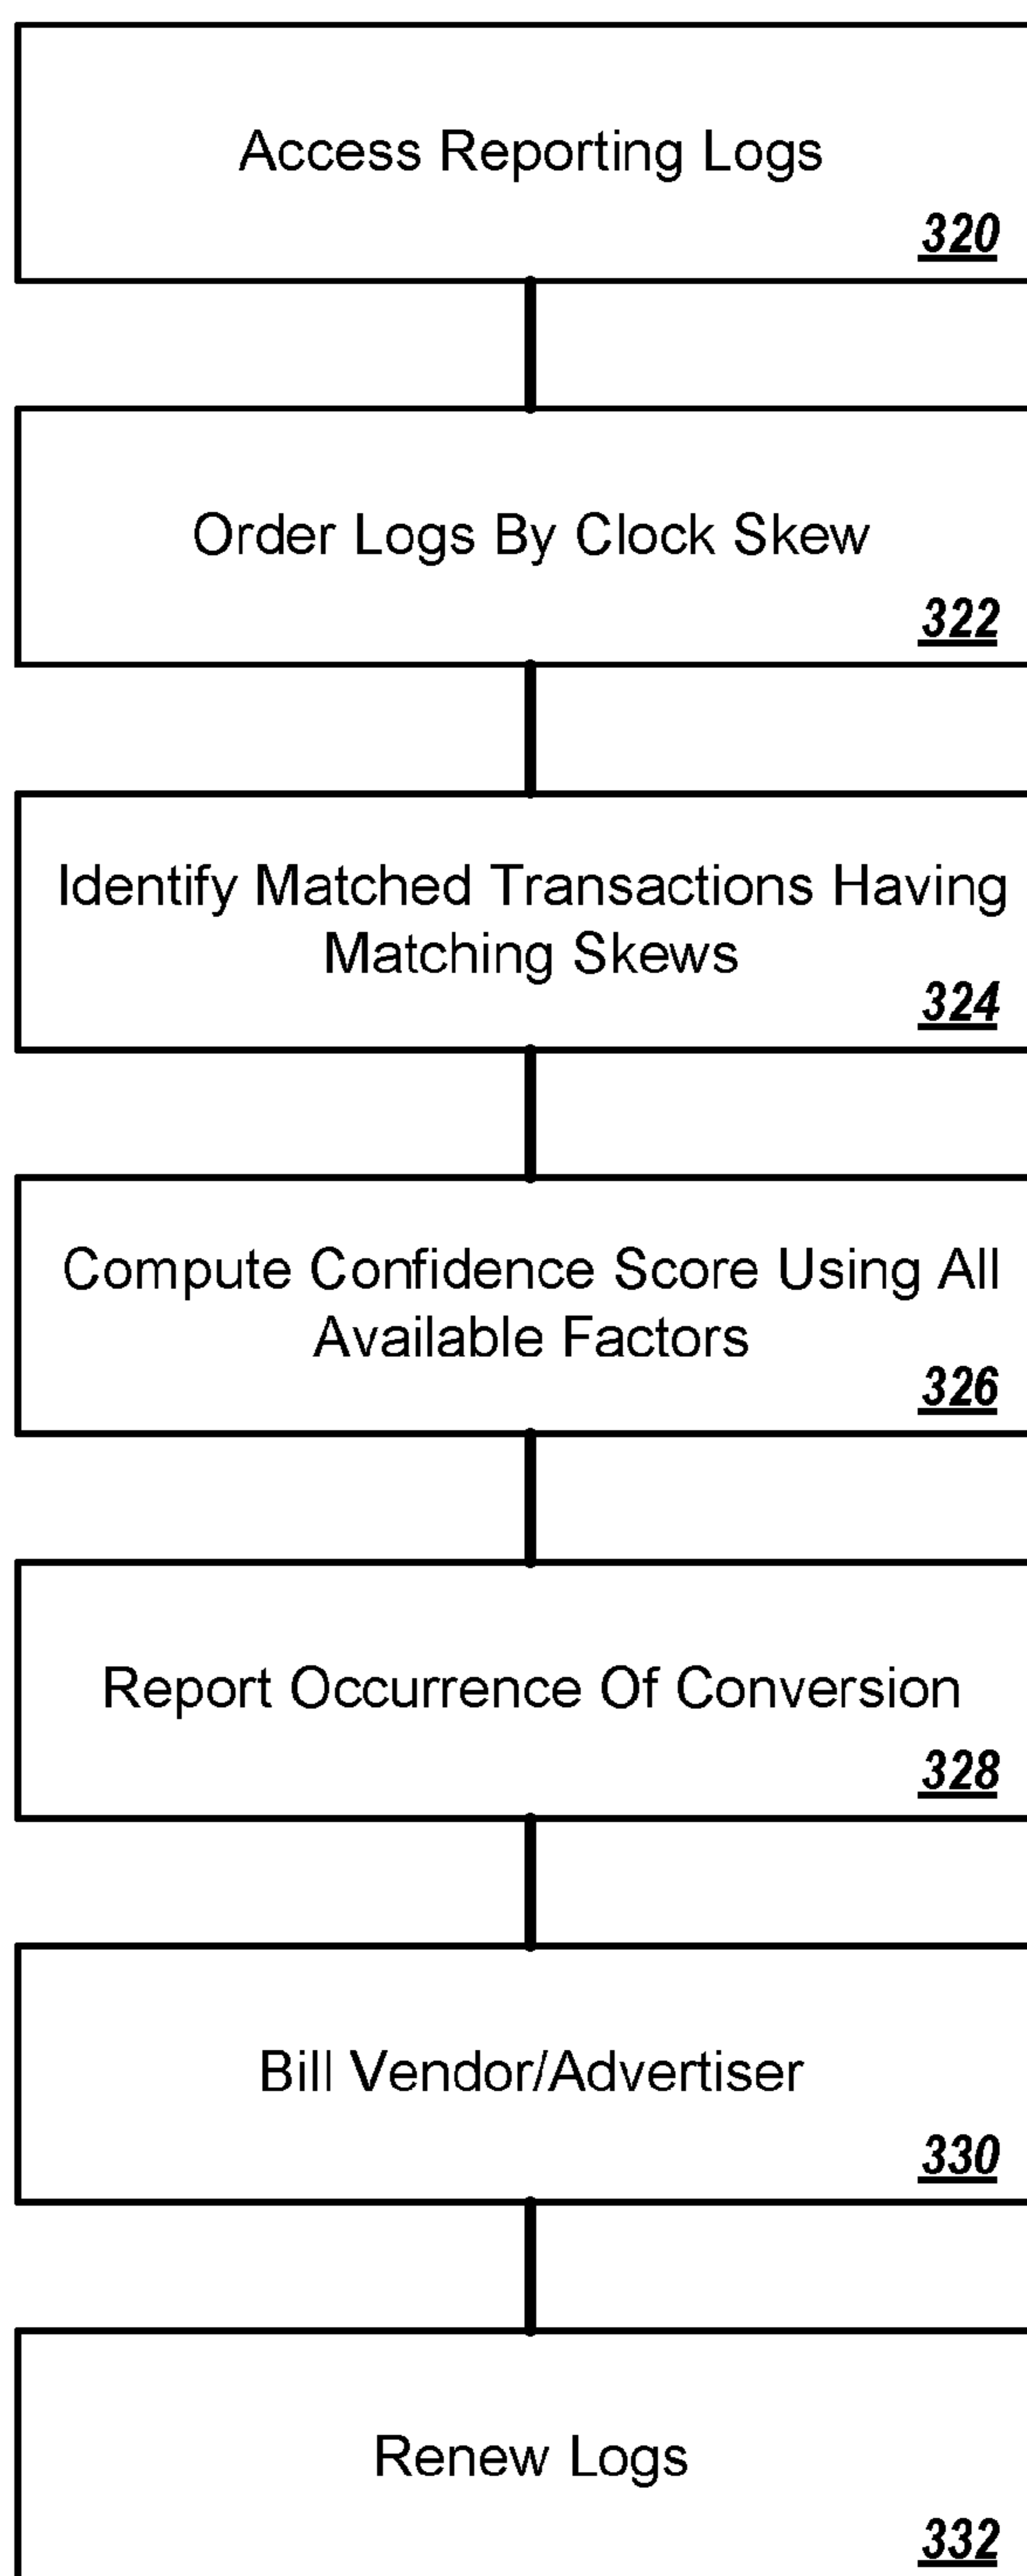 Access Reporting Logs
320
Order Logs By Clock Skew
322
Identify Matched Transactions Having
Matching Skews
324
Compute Confidence Score Using All
Available Factors
326
Report Occurrence Of Conversion
328
Bill Vendor/Advertiser
330
Renew Logs
332